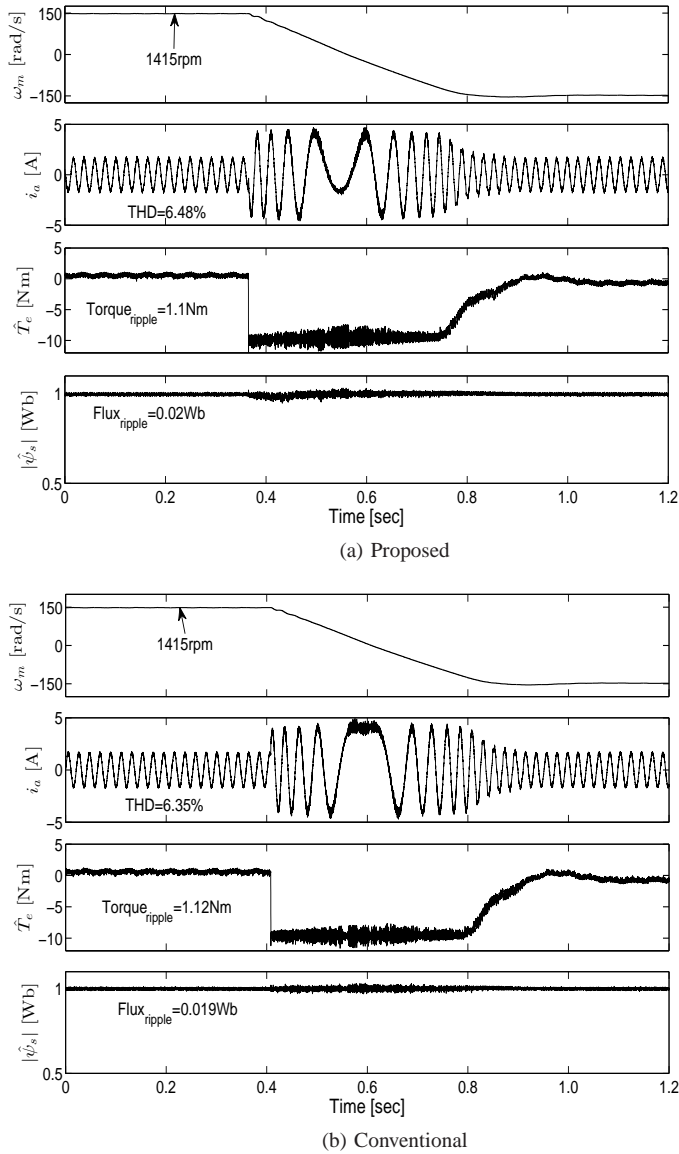 150
0
−150
ω_m [rad/s]
1415rpm
5
0
−5
i_a [A]
THD=6.48%
5
0
−5
−10
T̂_e [Nm]
Torque_ripple=1.1Nm
1
0.5
|ψ̂_s| [Wb]
Flux_ripple=0.02Wb
0 0.2 0.4 0.6 0.8 1.0 1.2
Time [sec]
(a) Proposed
150
0
−150
ω_m [rad/s]
1415rpm
5
0
−5
i_a [A]
THD=6.35%
5
0
−5
−10
T̂_e [Nm]
Torque_ripple=1.12Nm
1
0.5
|ψ̂_s| [Wb]
Flux_ripple=0.019Wb
0 0.2 0.4 0.6 0.8 1.0 1.2
Time [sec]
(b) Conventional